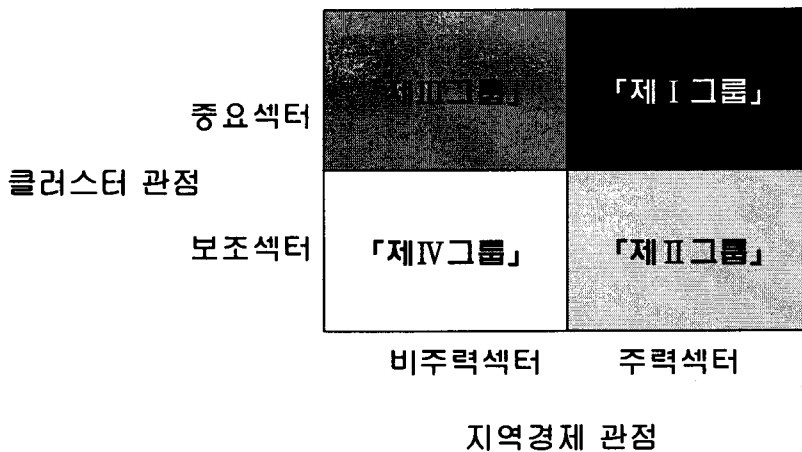 「제Ⅲ그룹」
「제Ⅰ그룹」
중요섹터
클러스터 관점
보조섹터
「제Ⅳ그룹」
「제Ⅱ그룹」
비주력섹터
주력섹터
지역경제 관점